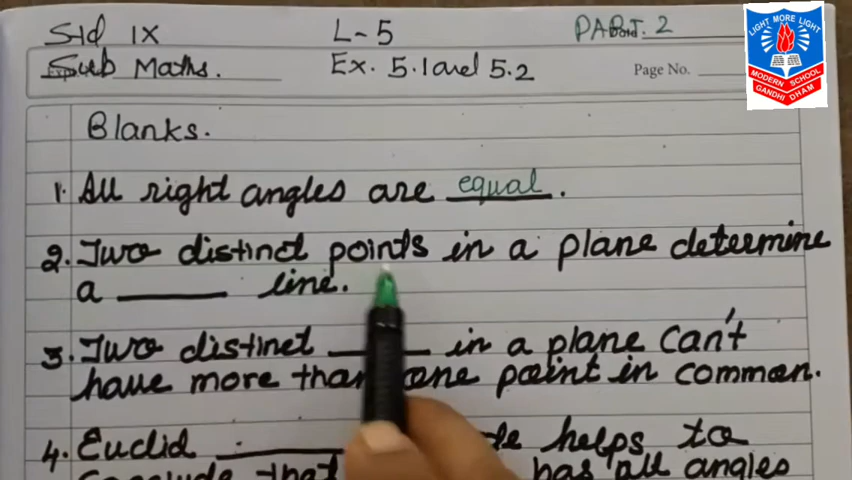 Std IX L-5 Part. 2
Sub Maths. Ex. 5.1 and 5.2 Page No.
LIGHT MORE LIGHT
MODERN SCHOOL
GANDHIDHAM
Blanks.
1. All right angles are equal.
2. Two distinct points in a plane determine
a ______ line.
3. Two distinct ______ in a plane can't
have more than one point in common.
4. Euclid ______ helps to
conclude that has all angles